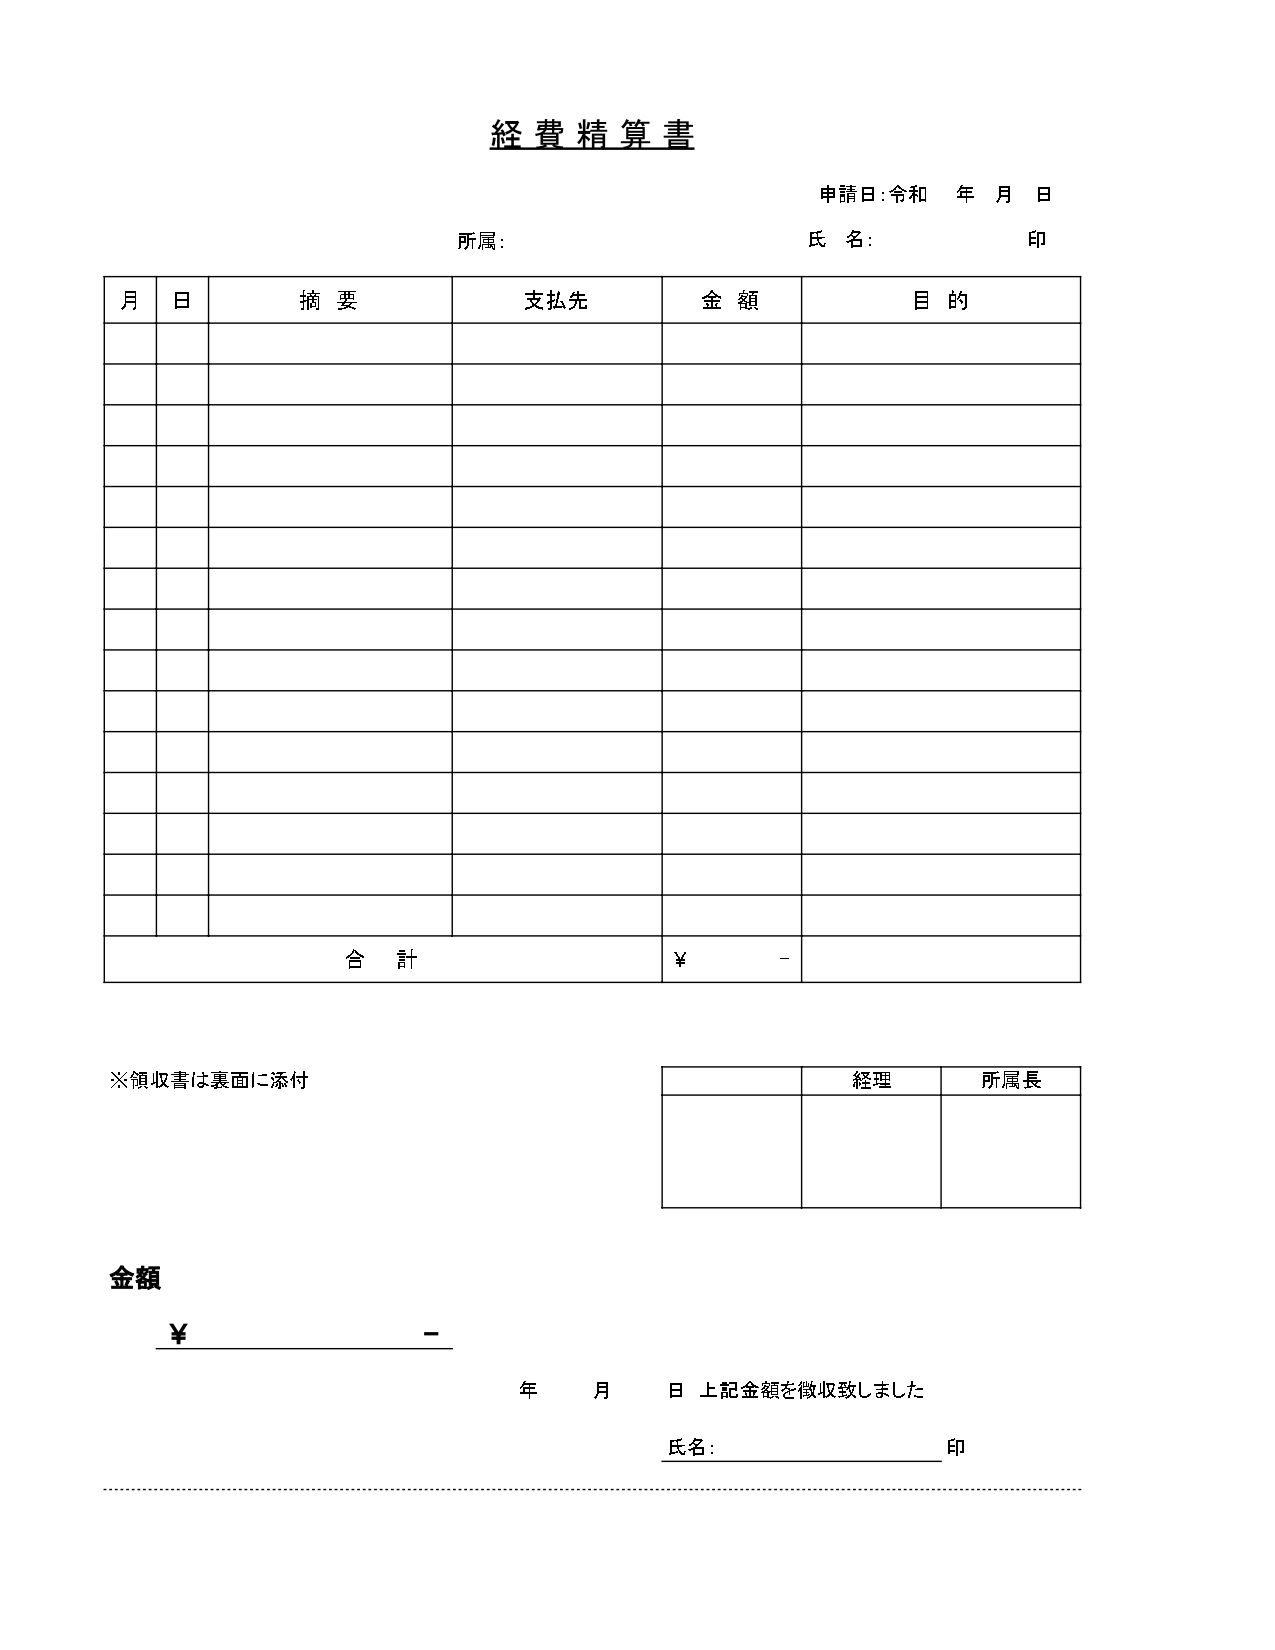 経費精算書
申請日：令和　年　月　日
所属：　氏　名：　印
月　日　摘　要　支払先　金　額　目　的
合　計　¥　－
※領収書は裏面に添付
経理　所属長
金額
¥　－
年　月　日　上記金額を徴収致しました
氏名：　印